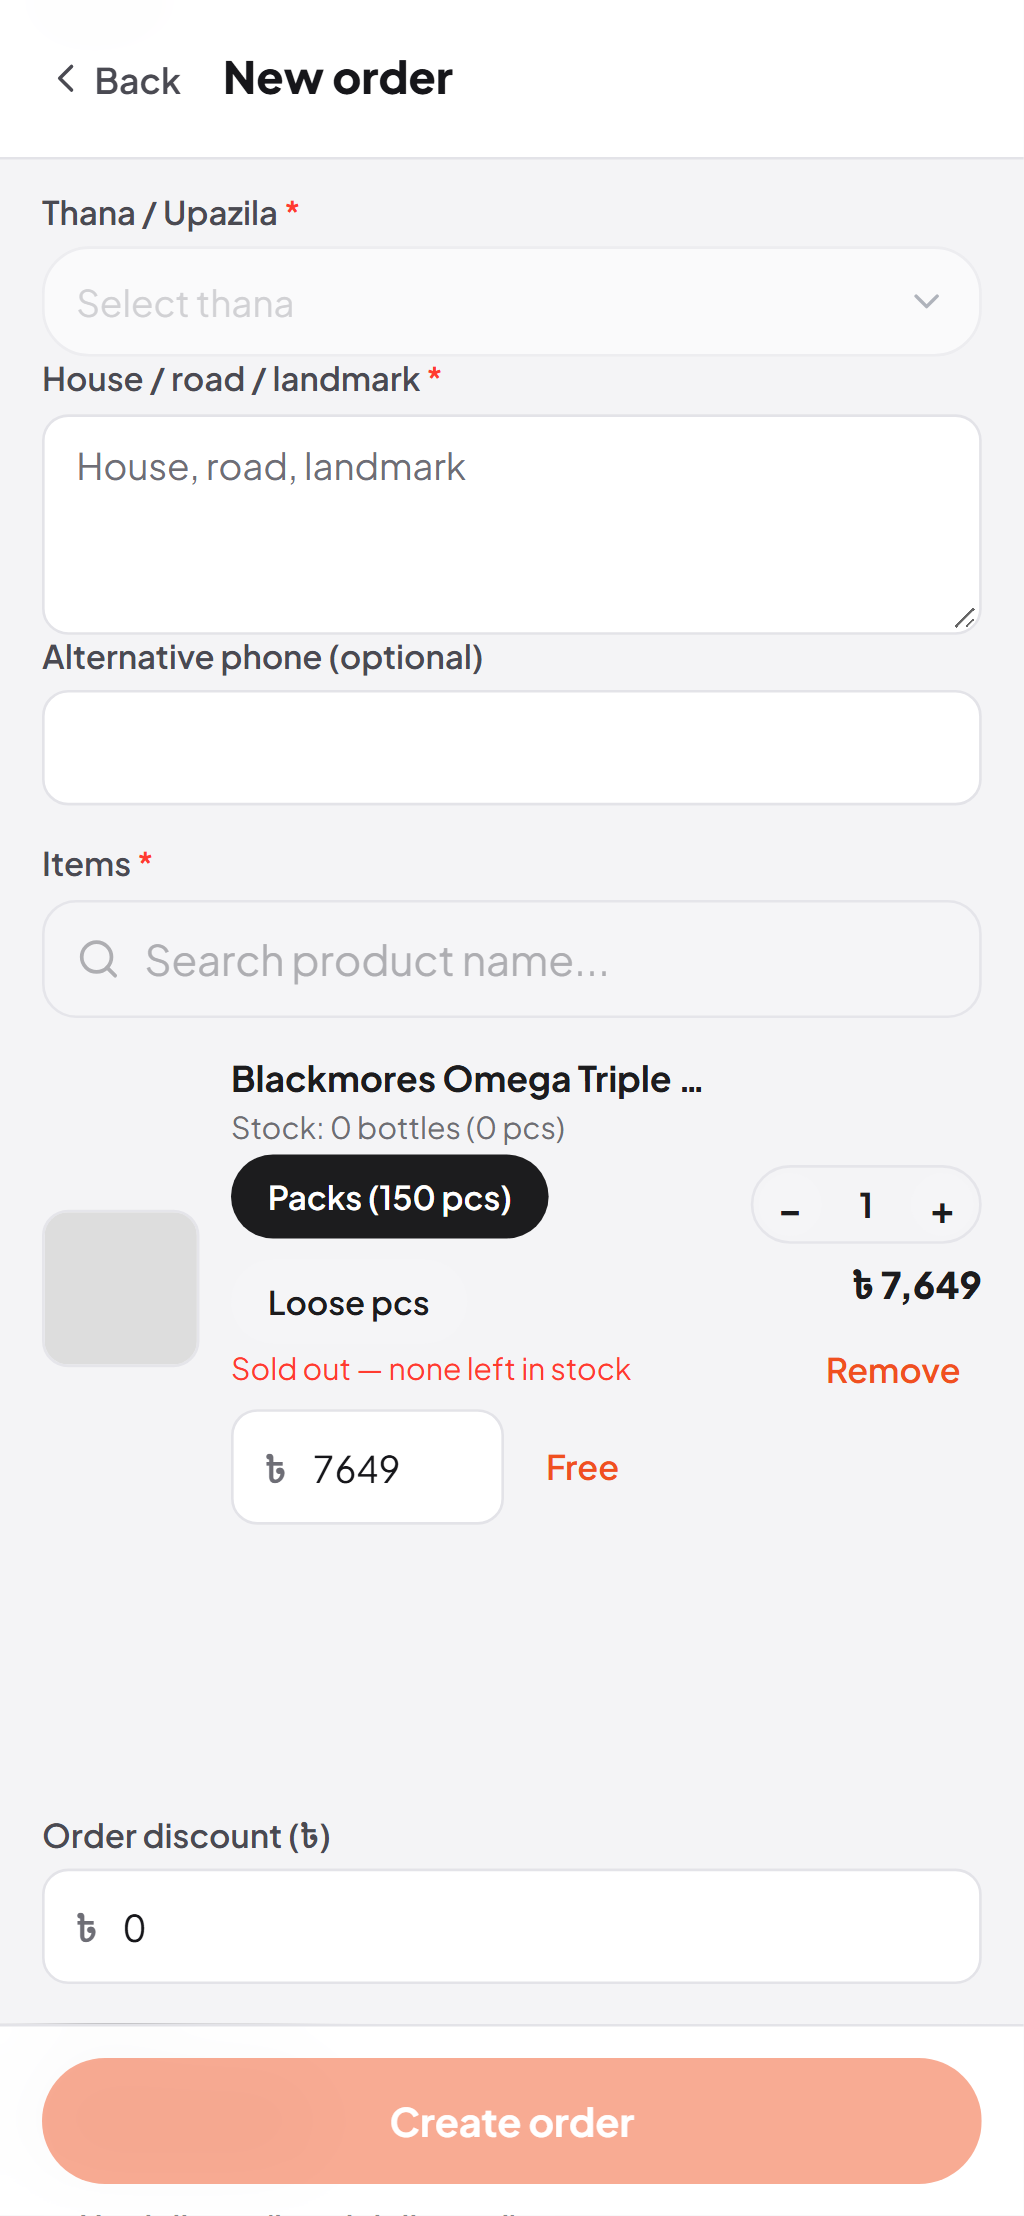 Back New order
Thana / Upazila *
Select thana
House / road / landmark *
House, road, landmark
Alternative phone (optional)
Items *
Search product name...
Blackmores Omega Triple ...
Stock: 0 bottles (0 pcs)
Packs (150 pcs)
− 1 +
৳ 7,649
Loose pcs
Sold out — none left in stock
Remove
৳ 7649 Free
Order discount (৳)
৳ 0
Create order